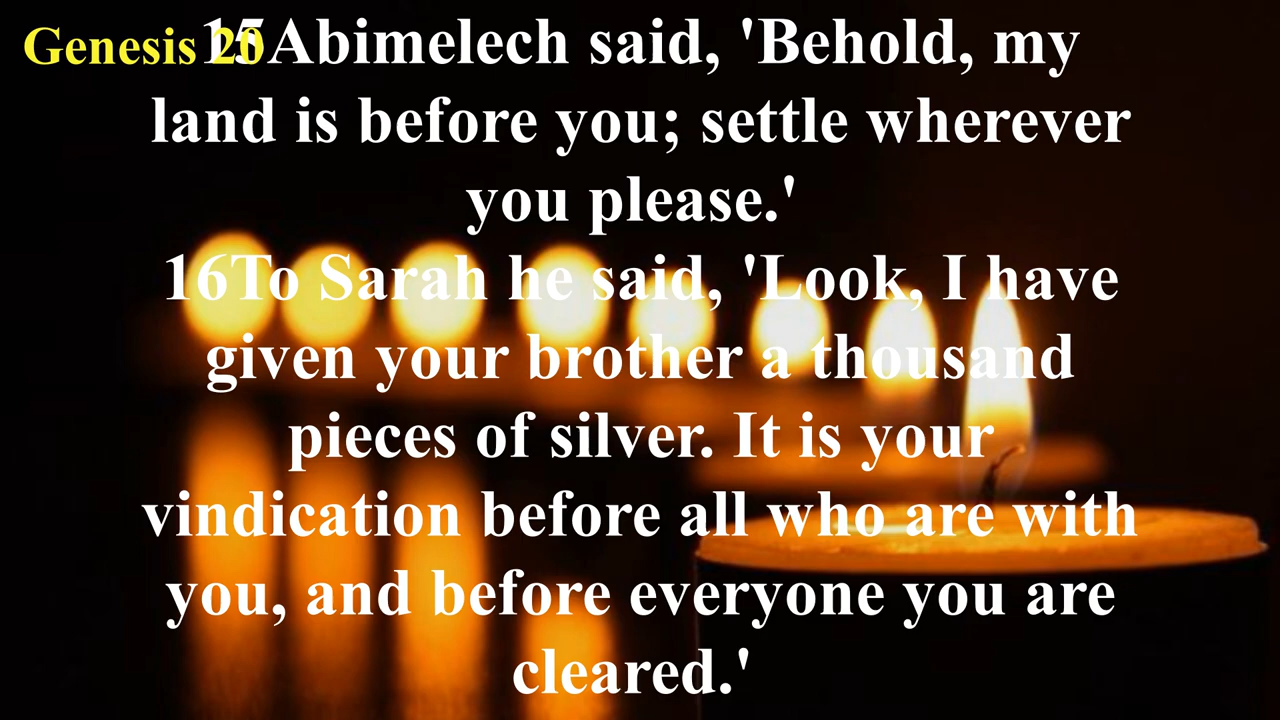 Genesis 20
15Abimelech said, 'Behold, my
land is before you; settle wherever
you please.'
16To Sarah he said, 'Look, I have
given your brother a thousand
pieces of silver. It is your
vindication before all who are with
you, and before everyone you are
cleared.'